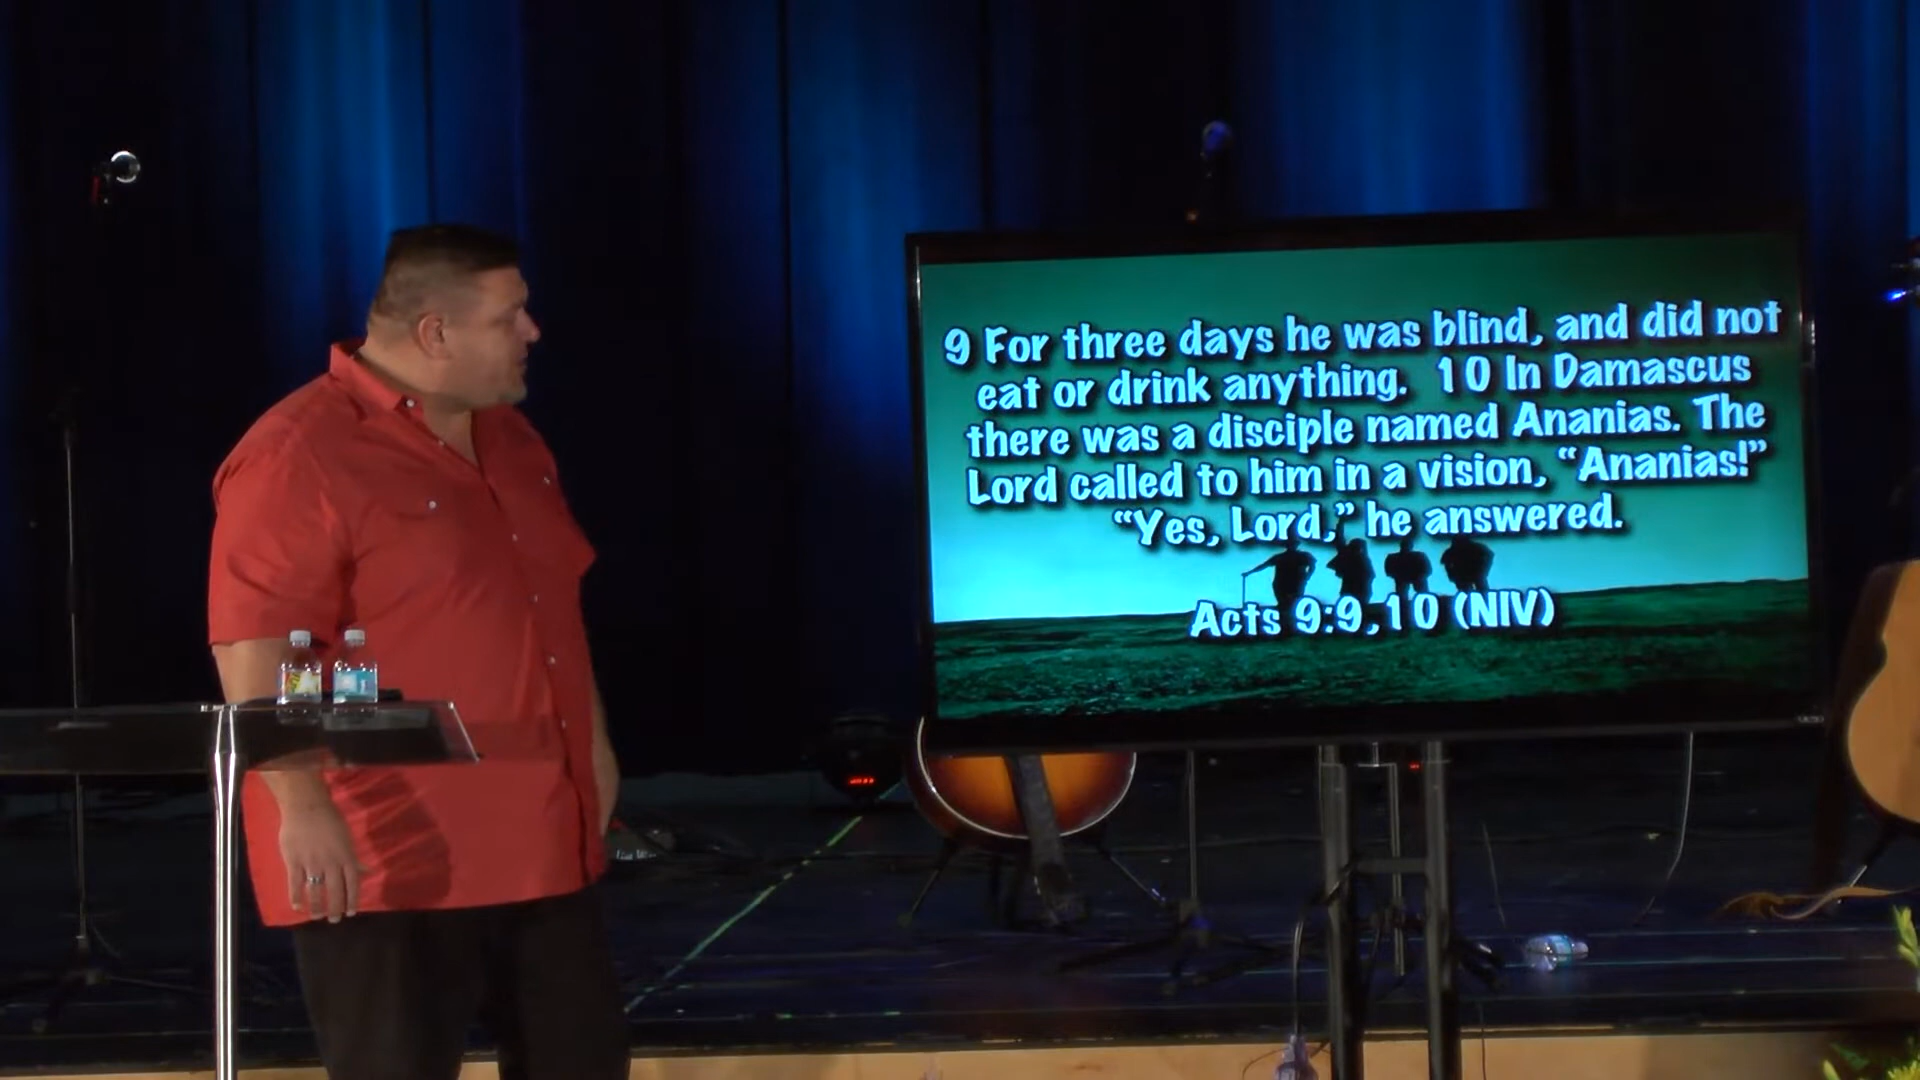 9 For three days he was blind, and did not
eat or drink anything.  10 In Damascus
there was a disciple named Ananias. The
Lord called to him in a vision, “Ananias!”
“Yes, Lord,” he answered.
Acts 9:9,10 (NIV)